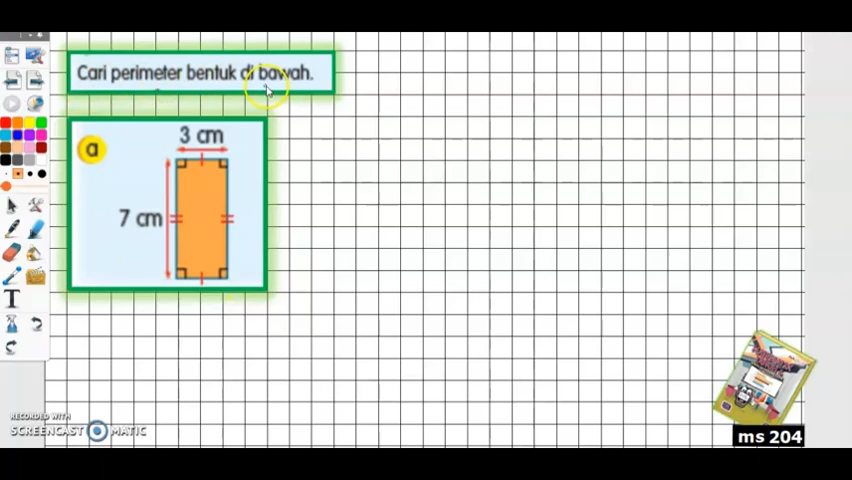 Cari perimeter bentuk di bawah.
a
3 cm
7 cm
T
RECORDED WITH
SCREENCAST MATIC
ms 204